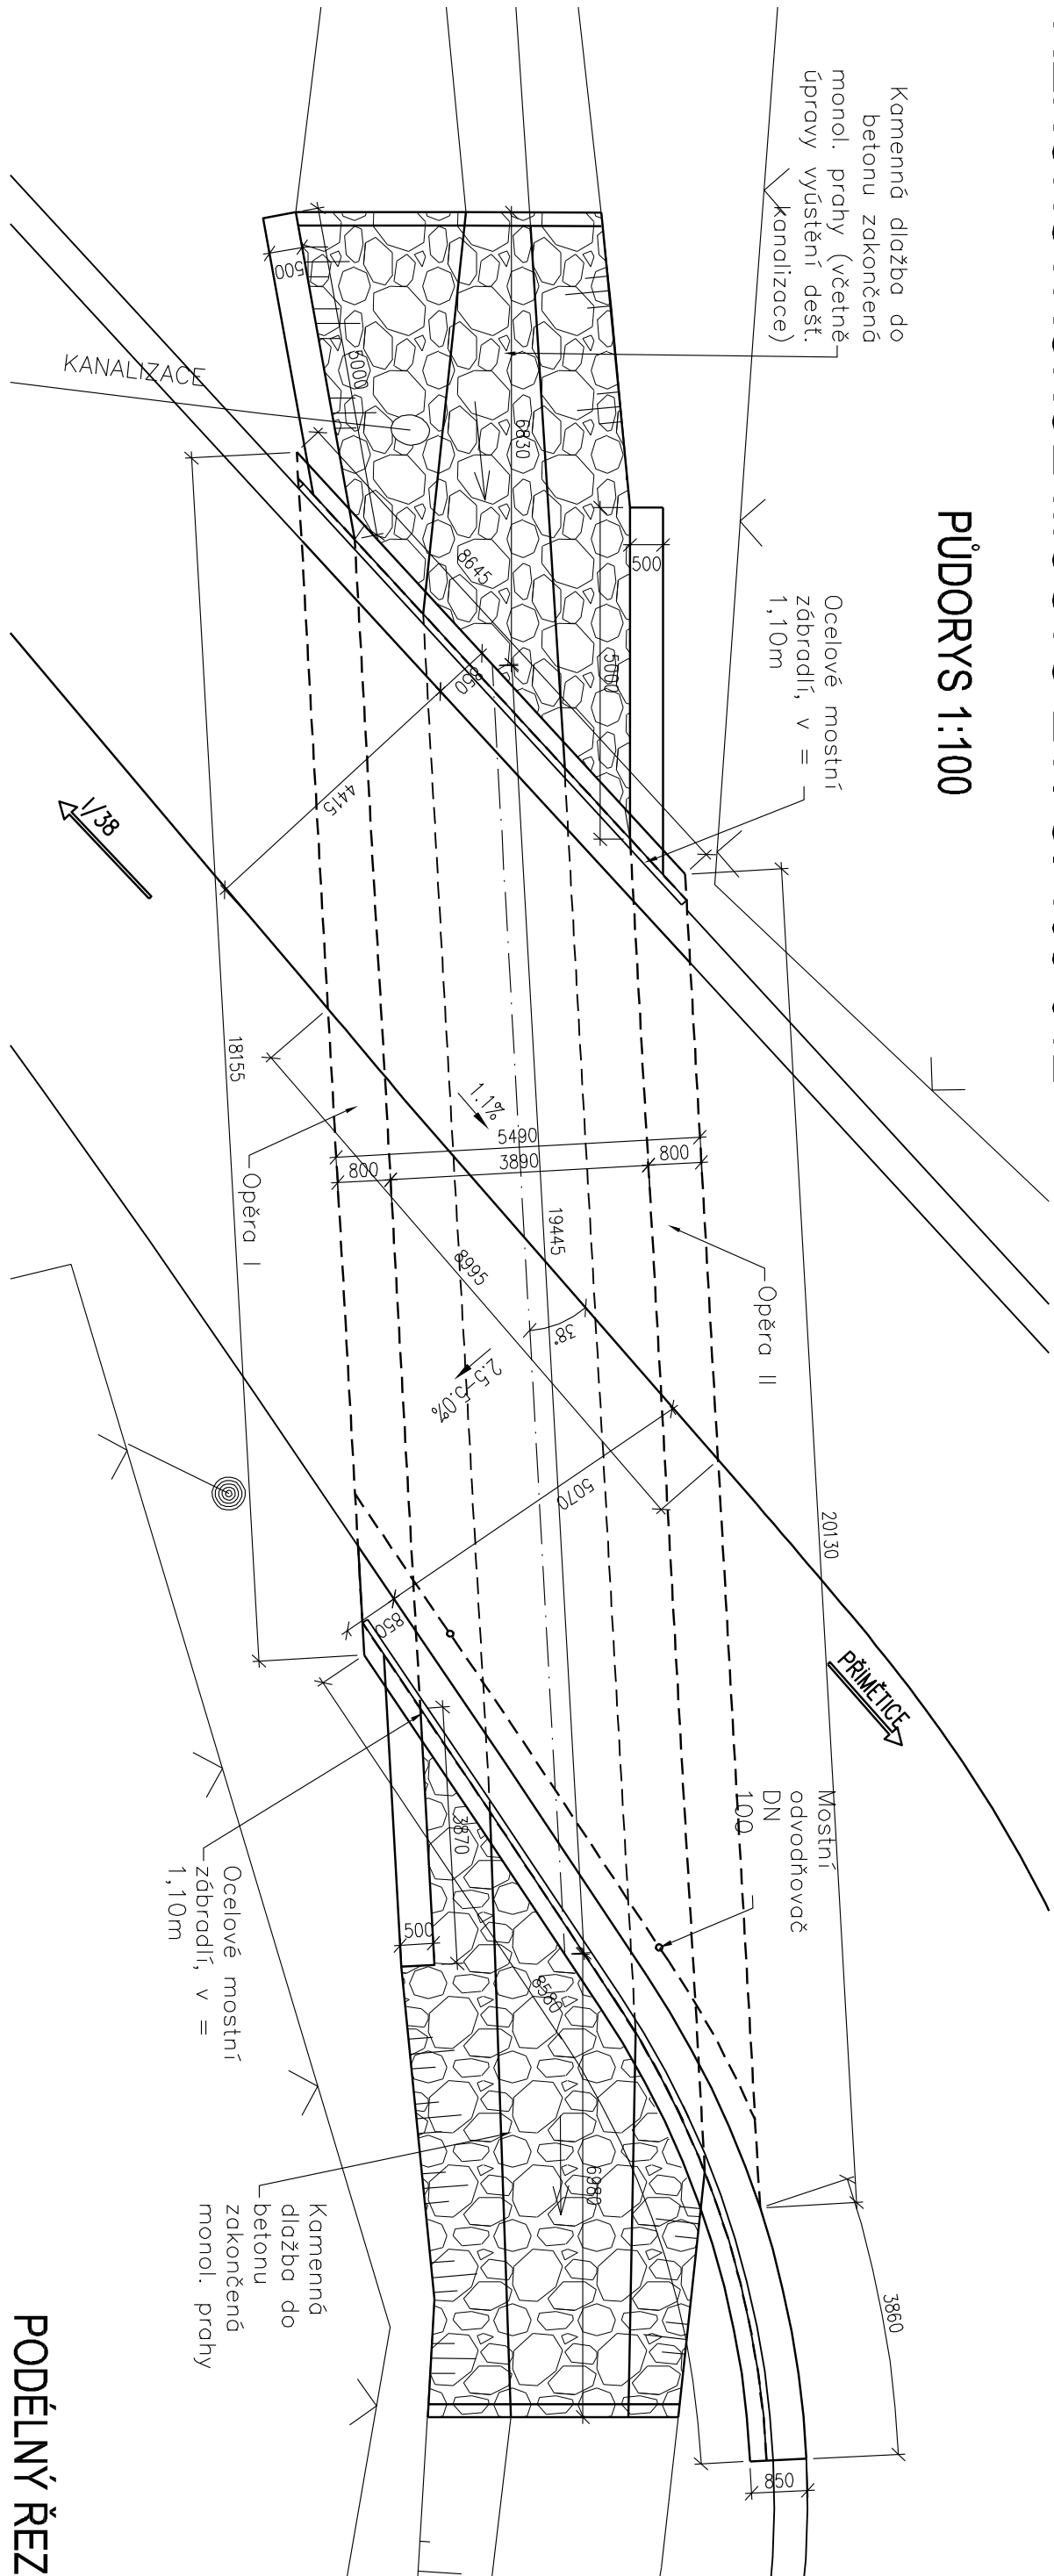 PŮDORYS 1:100
Kamenná dlažba do
betonu zakončená
monol. prahy (včetně
úpravy vyústění dešť.
kanalizace)
500
5000
6830
KANALIZACE
8645
500
5000
850
Ocelové mostní
zábradlí, v =
1,10m
4415
I/38
18155
1.1%
5490
800
3890
800
Opěra I
19445
8995
Opěra II
38°
2.5-5.0%
5070
20130
850
PŘÍMĚTICE
Mostní
odvodňovač
DN
100
3870
500
Ocelové mostní
zábradlí, v =
1,10m
8580
6980
Kamenná
dlažba do
betonu
zakončená
monol. prahy
3860
850
PODÉLNÝ ŘEZ